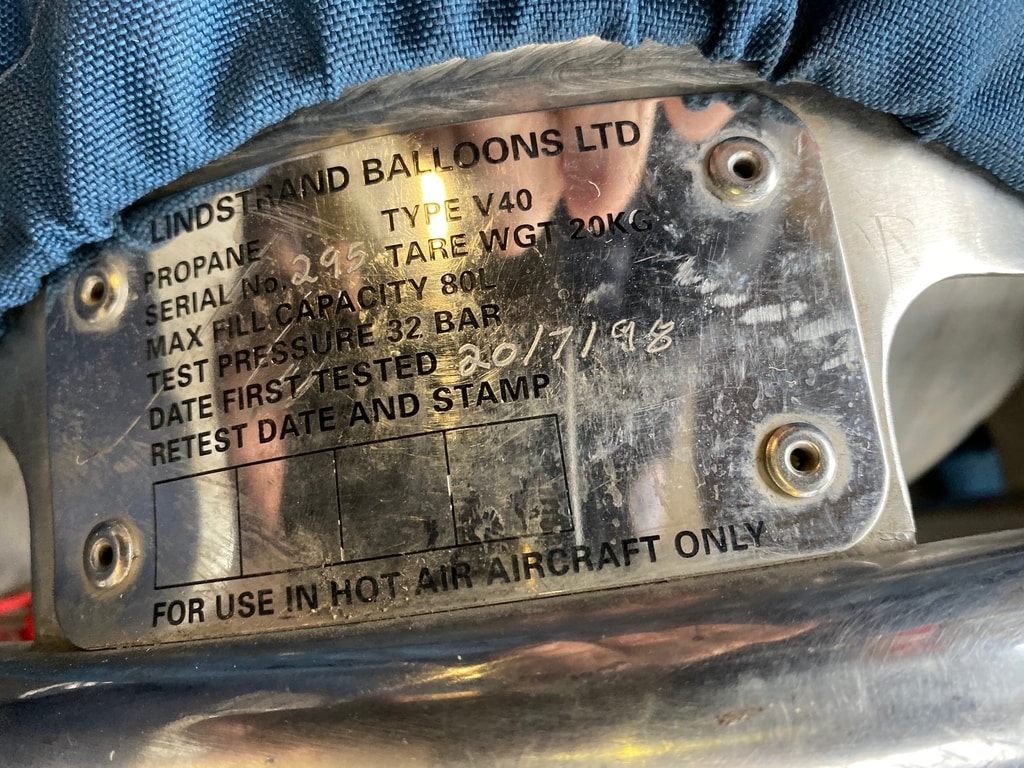 LINDSTRAND BALLOONS LTD
PROPANE TYPE V40
SERIAL No. 295 TARE WGT 20KG
MAX FILL CAPACITY 80L
TEST PRESSURE 32 BAR
DATE FIRST TESTED 20/7/98
RETEST DATE AND STAMP
FOR USE IN HOT AIR AIRCRAFT ONLY